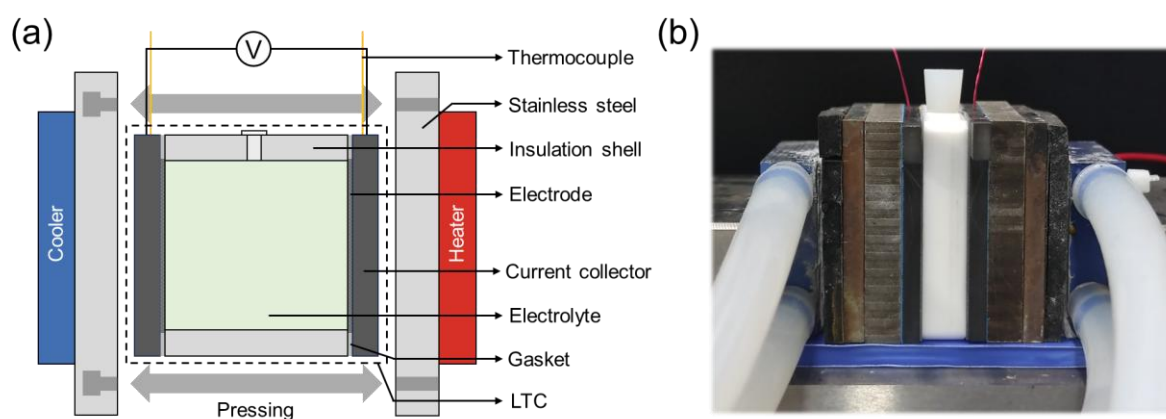 (a)
(b)
V
Thermocouple
Stainless steel
Insulation shell
Electrode
Cooler
Heater
Current collector
Electrolyte
Gasket
LTC
Pressing